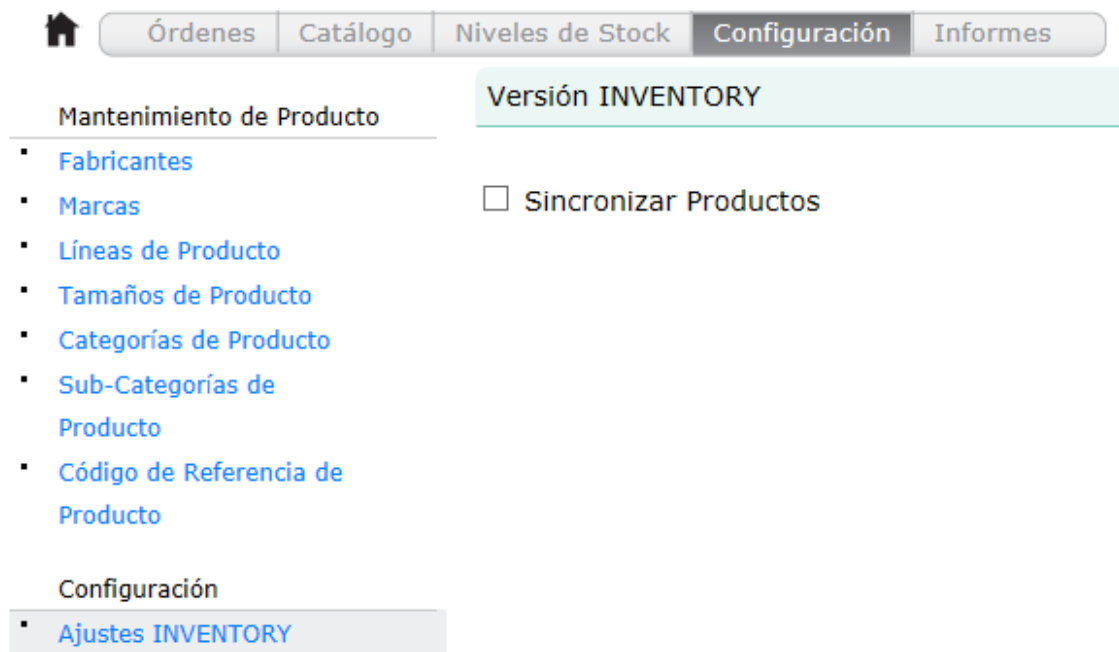 Órdenes Catálogo Niveles de Stock Configuración Informes
Mantenimiento de Producto
Fabricantes
Marcas
Líneas de Producto
Tamaños de Producto
Categorías de Producto
Sub-Categorías de
Producto
Código de Referencia de
Producto
Configuración
Ajustes INVENTORY
Versión INVENTORY
Sincronizar Productos